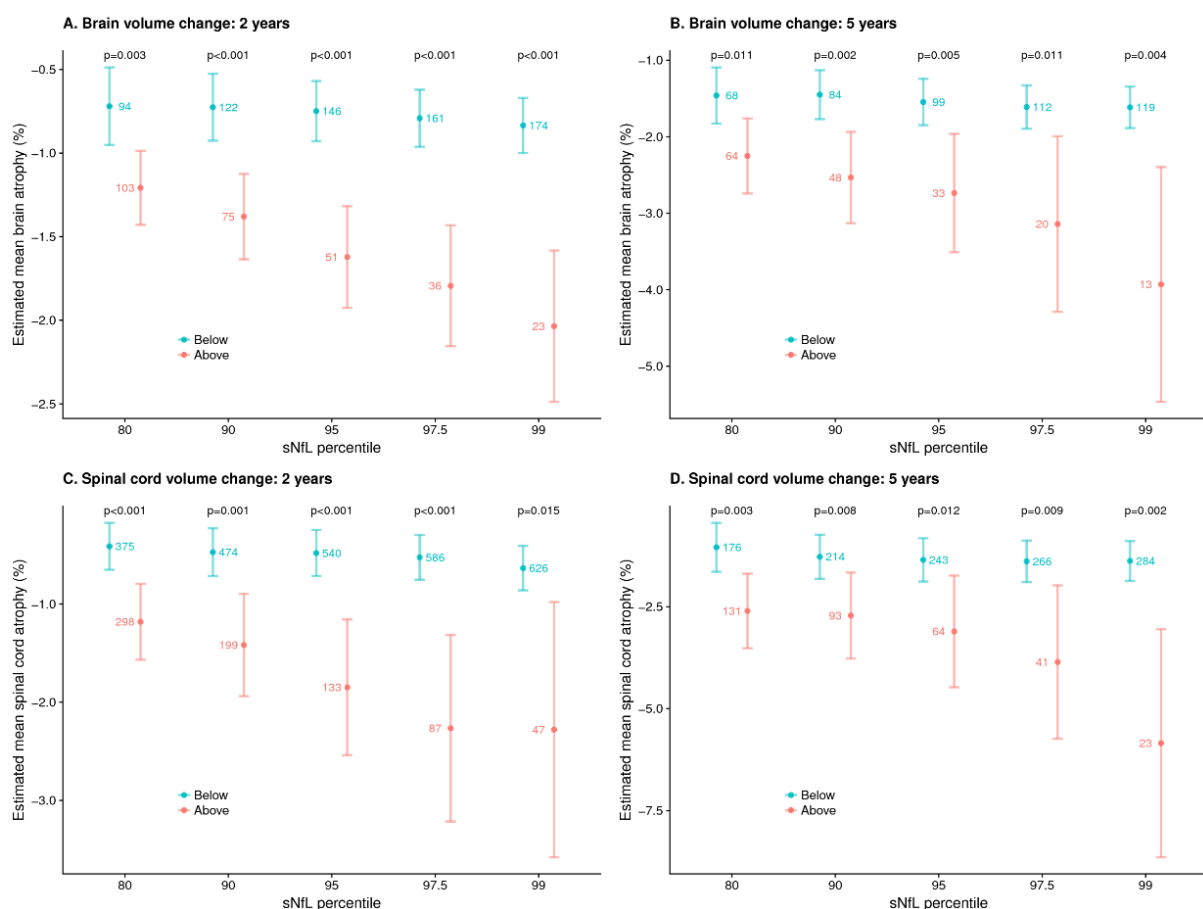 A. Brain volume change: 2 years
p=0.003 p<0.001 p<0.001 p<0.001 p<0.001
Estimated mean brain atrophy (%)
−0.5
−1.0
−1.5
−2.0
−2.5
94 122 146 161 174
103 75 51 36 23
Below
Above
80 90 95 97.5 99
sNfL percentile
B. Brain volume change: 5 years
p=0.011 p=0.002 p=0.005 p=0.011 p=0.004
Estimated mean brain atrophy (%)
−1.0
−2.0
−3.0
−4.0
−5.0
68 84 99 112 119
64 48 33 20 13
Below
Above
80 90 95 97.5 99
sNfL percentile
C. Spinal cord volume change: 2 years
p<0.001 p=0.001 p<0.001 p<0.001 p=0.015
Estimated mean spinal cord atrophy (%)
−1.0
−2.0
−3.0
375 474 540 586 626
298 199 133 87 47
Below
Above
80 90 95 97.5 99
sNfL percentile
D. Spinal cord volume change: 5 years
p=0.003 p=0.008 p=0.012 p=0.009 p=0.002
Estimated mean spinal cord atrophy (%)
−2.5
−5.0
−7.5
176 214 243 266 284
131 93 64 41 23
Below
Above
80 90 95 97.5 99
sNfL percentile